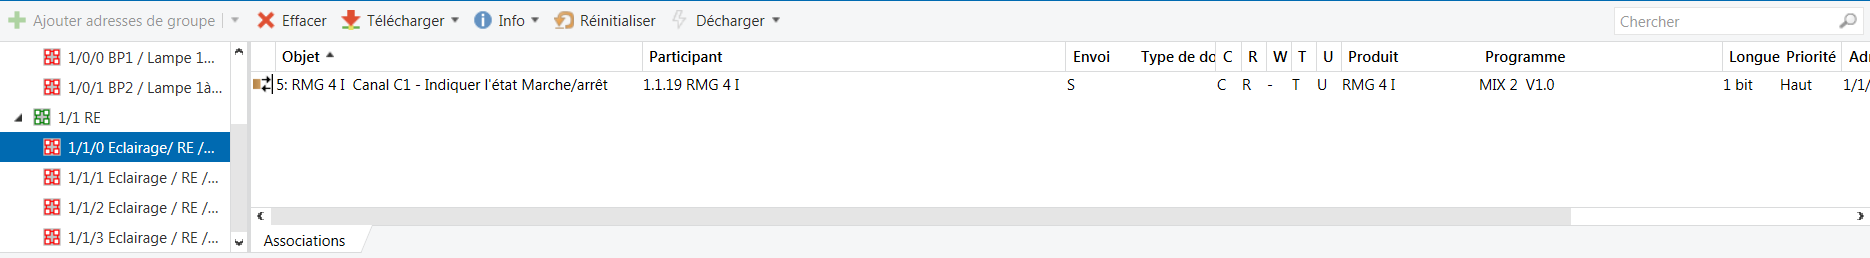 Ajouter adresses de groupe Effacer Télécharger Info Réinitialiser Décharger Chercher
1/0/0 BP1 / Lampe 1...
1/0/1 BP2 / Lampe 1à...
1/1 RE
1/1/0 Eclairage/ RE /...
1/1/1 Eclairage / RE /...
1/1/2 Eclairage / RE /...
1/1/3 Eclairage / RE /...
Objet Participant Envoi Type de do C R W T U Produit Programme Longue Priorité Adr
5: RMG 4 I Canal C1 - Indiquer l'état Marche/arrêt 1.1.19 RMG 4 I S C R - T U RMG 4 I MIX 2 V1.0 1 bit Haut 1/1/
Associations